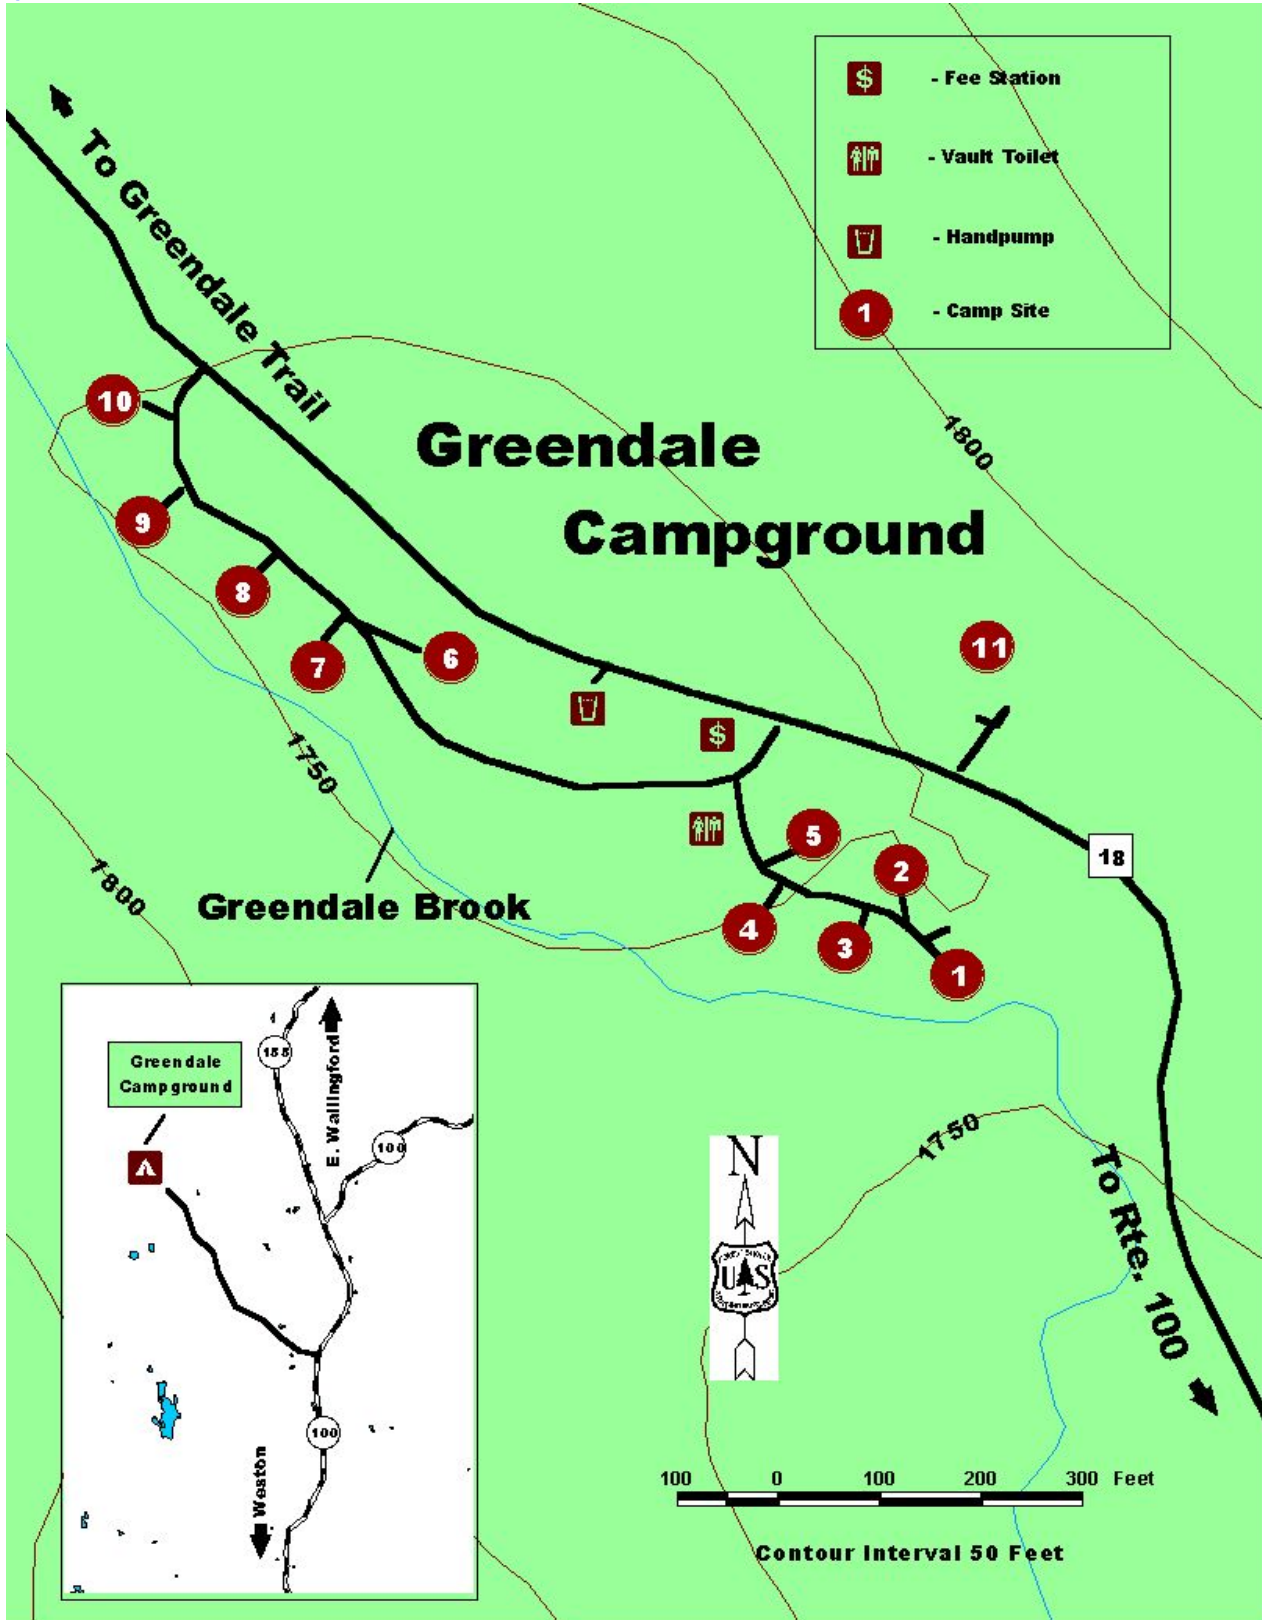 $ - Fee Station
- Vault Toilet
- Handpump
1 - Camp Site
To Greendale Trail
Greendale
Campground
1800
10
9
8
7
6
11
$
5
2
4
3
1
18
1750
1800
Greendale Brook
Greendale
Campground
155
E. Wallingford
100
100
Weston
1750
To Rte. 100
N
U S
100 0 100 200 300 Feet
Contour Interval 50 Feet